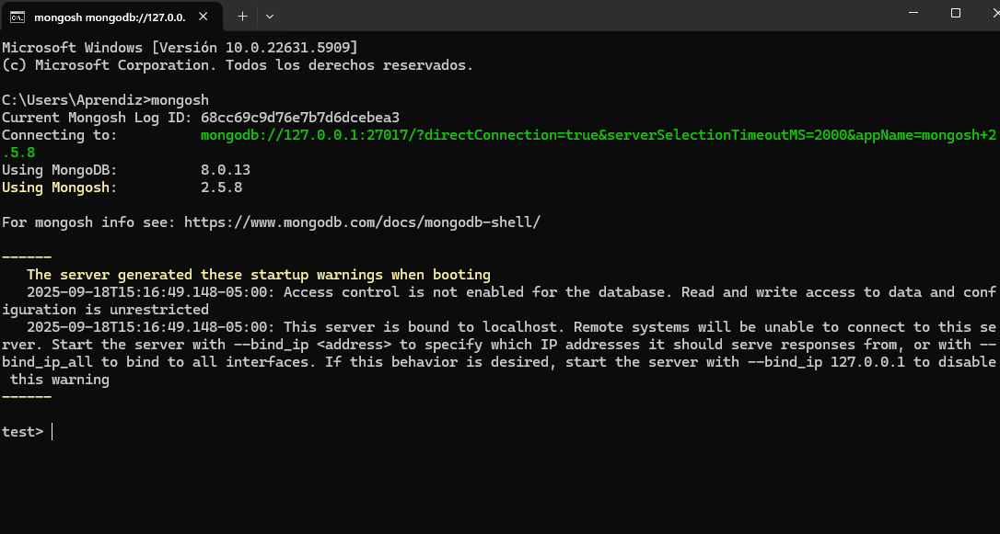 mongosh mongodb://127.0.0.
Microsoft Windows [Versión 10.0.22631.5909]
(c) Microsoft Corporation. Todos los derechos reservados.
C:\Users\Aprendiz>mongosh
Current Mongosh Log ID: 68cc69c9d76e7b7d6dcebea3
Connecting to:          mongodb://127.0.0.1:27017/?directConnection=true&serverSelectionTimeoutMS=2000&appName=mongosh+2
.5.8
Using MongoDB:          8.0.13
Using Mongosh:          2.5.8
For mongosh info see: https://www.mongodb.com/docs/mongodb-shell/
------
   The server generated these startup warnings when booting
   2025-09-18T15:16:49.148-05:00: Access control is not enabled for the database. Read and write access to data and conf
iguration is unrestricted
   2025-09-18T15:16:49.148-05:00: This server is bound to localhost. Remote systems will be unable to connect to this se
rver. Start the server with --bind_ip <address> to specify which IP addresses it should serve responses from, or with --
bind_ip_all to bind to all interfaces. If this behavior is desired, start the server with --bind_ip 127.0.0.1 to disable
 this warning
------
test>